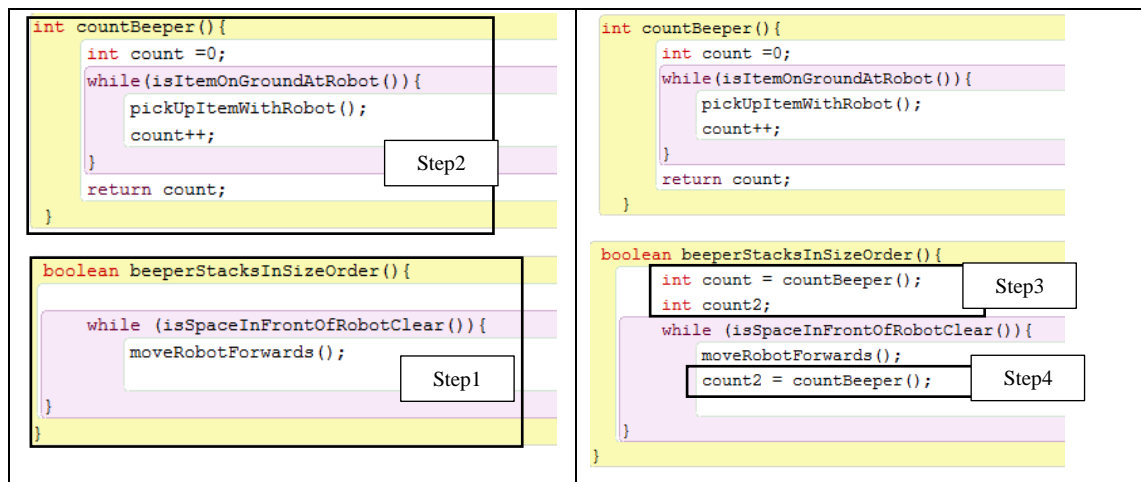 int countBeeper(){
int count =0;
while(isItemOnGroundAtRobot()){
pickUpItemWithRobot();
count++;
}
Step2
return count;
}
boolean beeperStacksInSizeOrder(){
while (isSpaceInFrontOfRobotClear()){
moveRobotForwards();
Step1
}
}
int countBeeper(){
int count =0;
while(isItemOnGroundAtRobot()){
pickUpItemWithRobot();
count++;
}
return count;
}
boolean beeperStacksInSizeOrder(){
int count = countBeeper();
Step3
int count2;
while (isSpaceInFrontOfRobotClear()){
moveRobotForwards();
count2 = countBeeper();
Step4
}
}